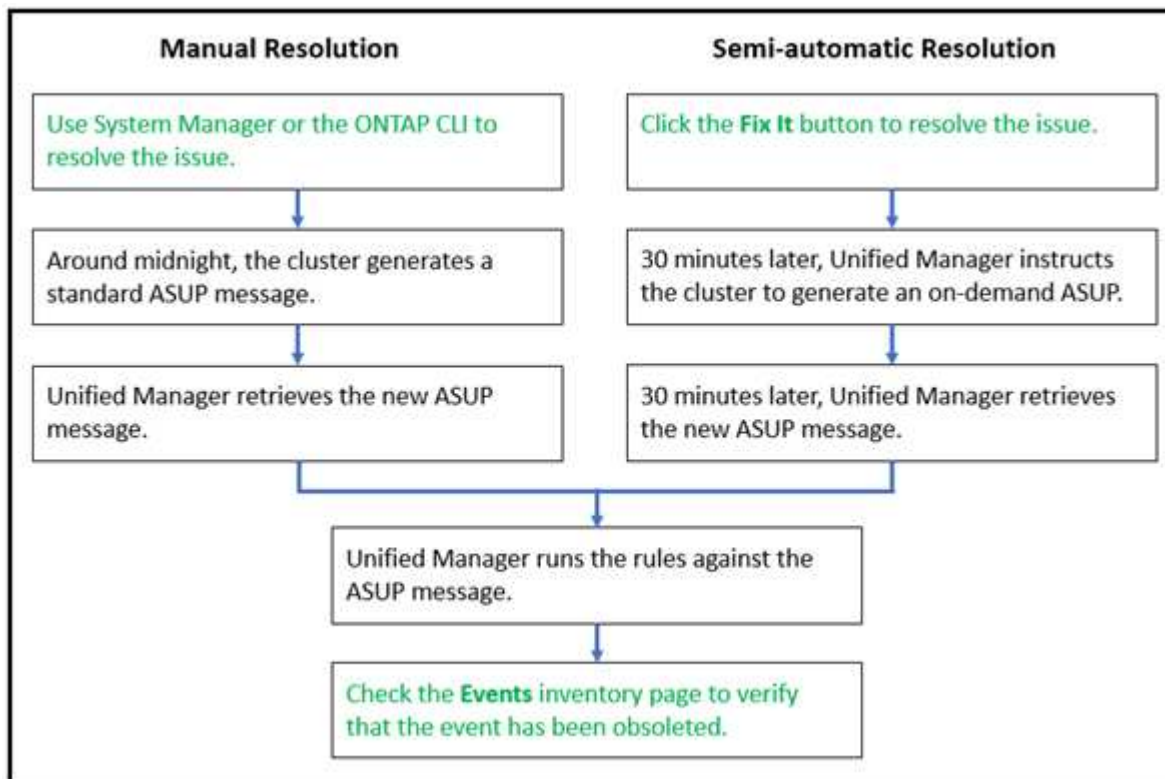 Manual Resolution
Semi-automatic Resolution
Use System Manager or the ONTAP CLI to
resolve the issue.
Click the Fix It button to resolve the issue.
Around midnight, the cluster generates a
standard ASUP message.
30 minutes later, Unified Manager instructs
the cluster to generate an on-demand ASUP.
Unified Manager retrieves the new ASUP
message.
30 minutes later, Unified Manager retrieves
the new ASUP message.
Unified Manager runs the rules against the
ASUP message.
Check the Events inventory page to verify
that the event has been obsoleted.